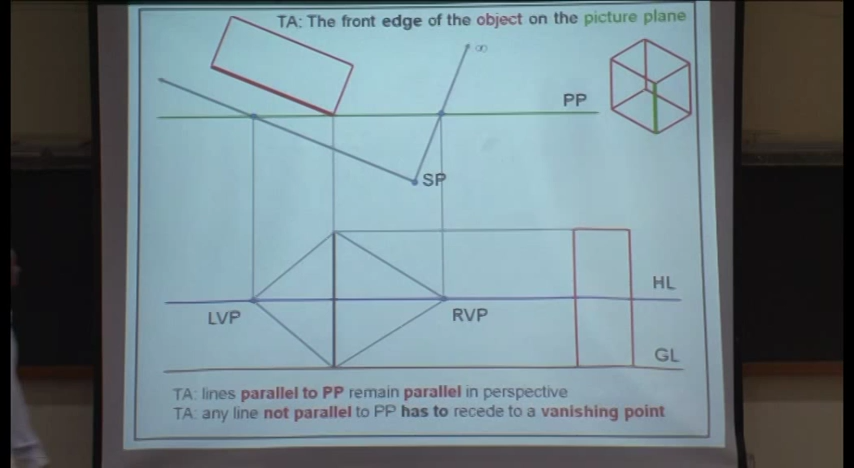 TA: The front edge of the object on the picture plane
∞
PP
SP
HL
LVP
RVP
GL
TA: lines parallel to PP remain parallel in perspective
TA: any line not parallel to PP has to recede to a vanishing point